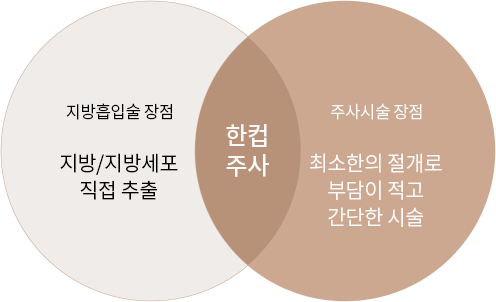 지방흡입술 장점
지방/지방세포
직접 추출
한컵
주사
주사시술 장점
최소한의 절개로
부담이 적고
간단한 시술